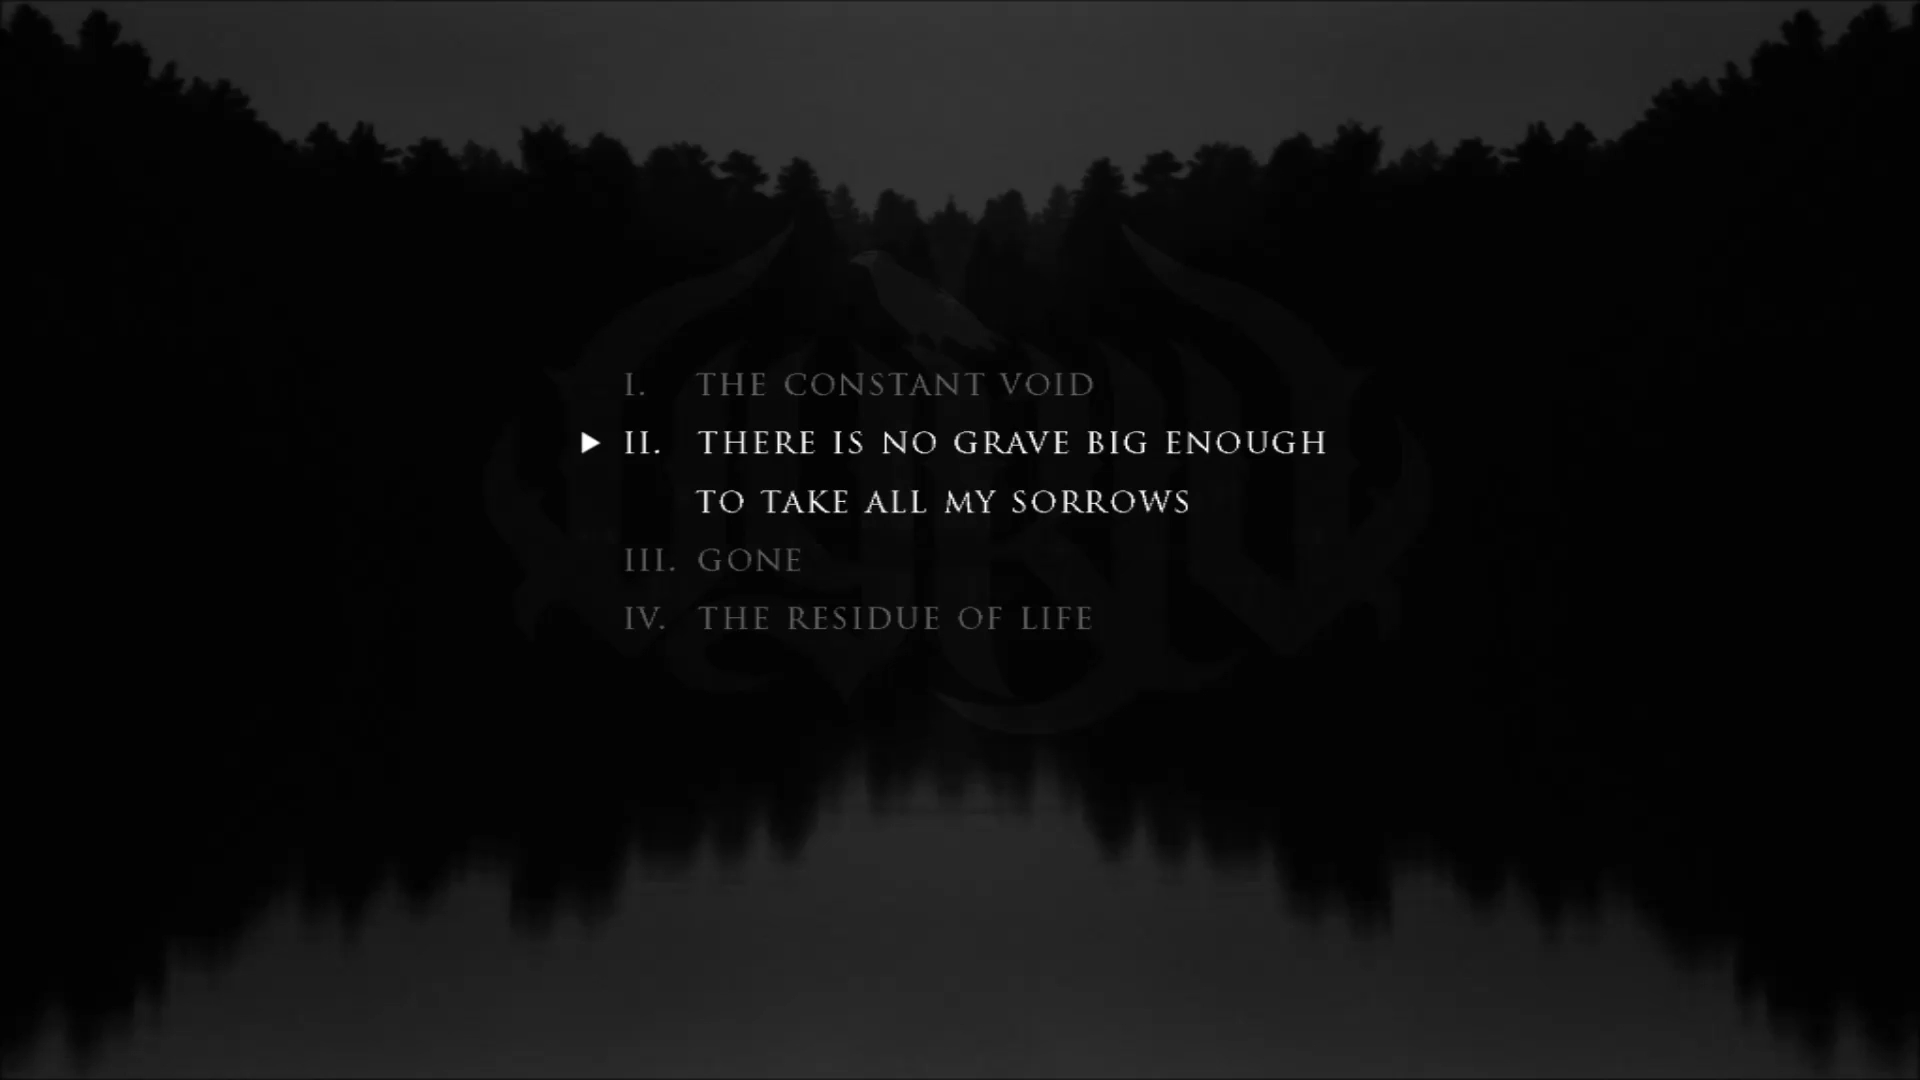 I. THE CONSTANT VOID
II. THERE IS NO GRAVE BIG ENOUGH
TO TAKE ALL MY SORROWS
III. GONE
IV. THE RESIDUE OF LIFE